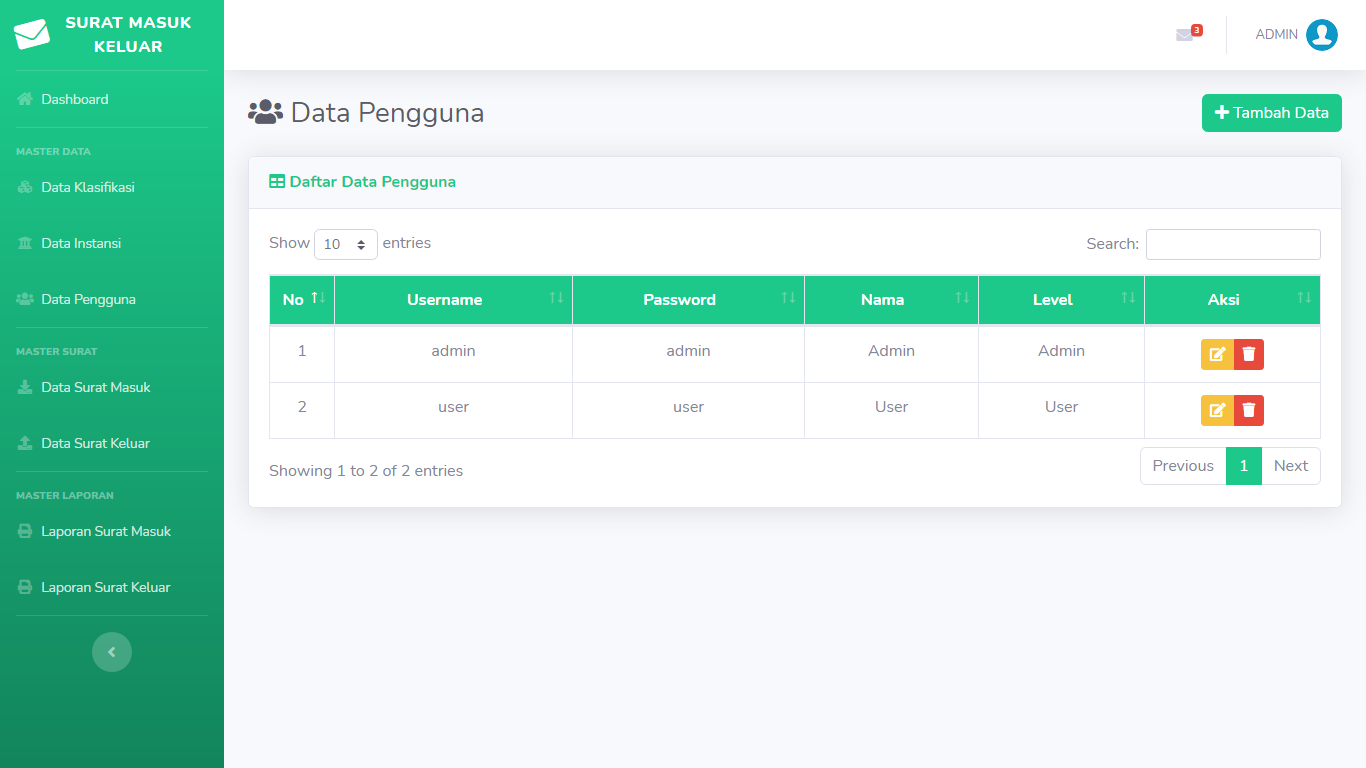 SURAT MASUK
KELUAR
Dashboard
MASTER DATA
Data Klasifikasi
Data Instansi
Data Pengguna
MASTER SURAT
Data Surat Masuk
Data Surat Keluar
MASTER LAPORAN
Laporan Surat Masuk
Laporan Surat Keluar
3
ADMIN
Data Pengguna
Tambah Data
Daftar Data Pengguna
Show 10 entries
Search:
No Username Password Nama Level Aksi
1 admin admin Admin Admin
2 user user User User
Showing 1 to 2 of 2 entries
Previous 1 Next